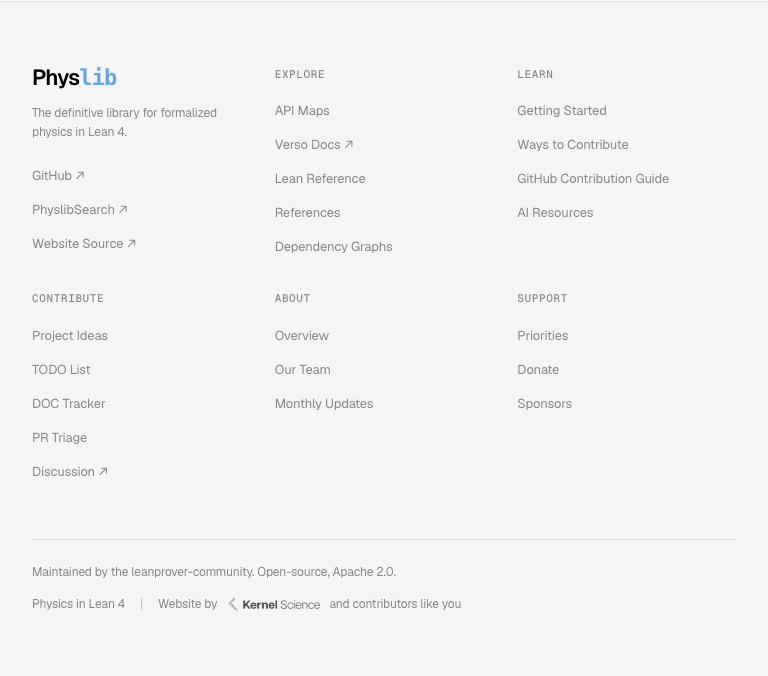 Physlib
The definitive library for formalized
physics in Lean 4.
GitHub ↗
PhyslibSearch ↗
Website Source ↗
EXPLORE
API Maps
Verso Docs ↗
Lean Reference
References
Dependency Graphs
LEARN
Getting Started
Ways to Contribute
GitHub Contribution Guide
AI Resources
CONTRIBUTE
Project Ideas
TODO List
DOC Tracker
PR Triage
Discussion ↗
ABOUT
Overview
Our Team
Monthly Updates
SUPPORT
Priorities
Donate
Sponsors
Maintained by the leanprover-community. Open-source, Apache 2.0.
Physics in Lean 4 | Website by Kernel Science and contributors like you